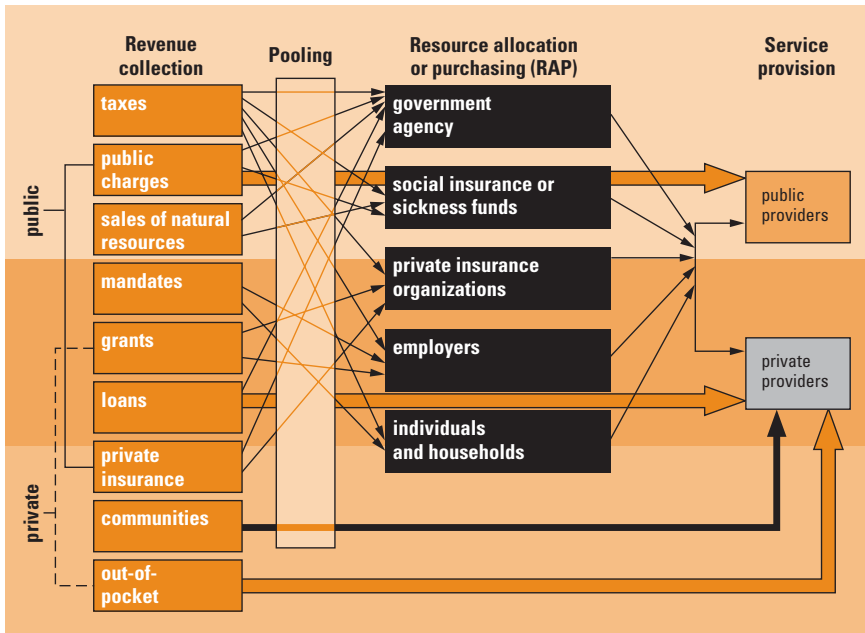 Revenue
collection
Pooling
Resource allocation
or purchasing (RAP)
Service
provision
public
private
taxes
public
charges
sales of natural
resources
mandates
grants
loans
private
insurance
communities
out-of-
pocket
government
agency
social insurance or
sickness funds
private insurance
organizations
employers
individuals
and households
public
providers
private
providers